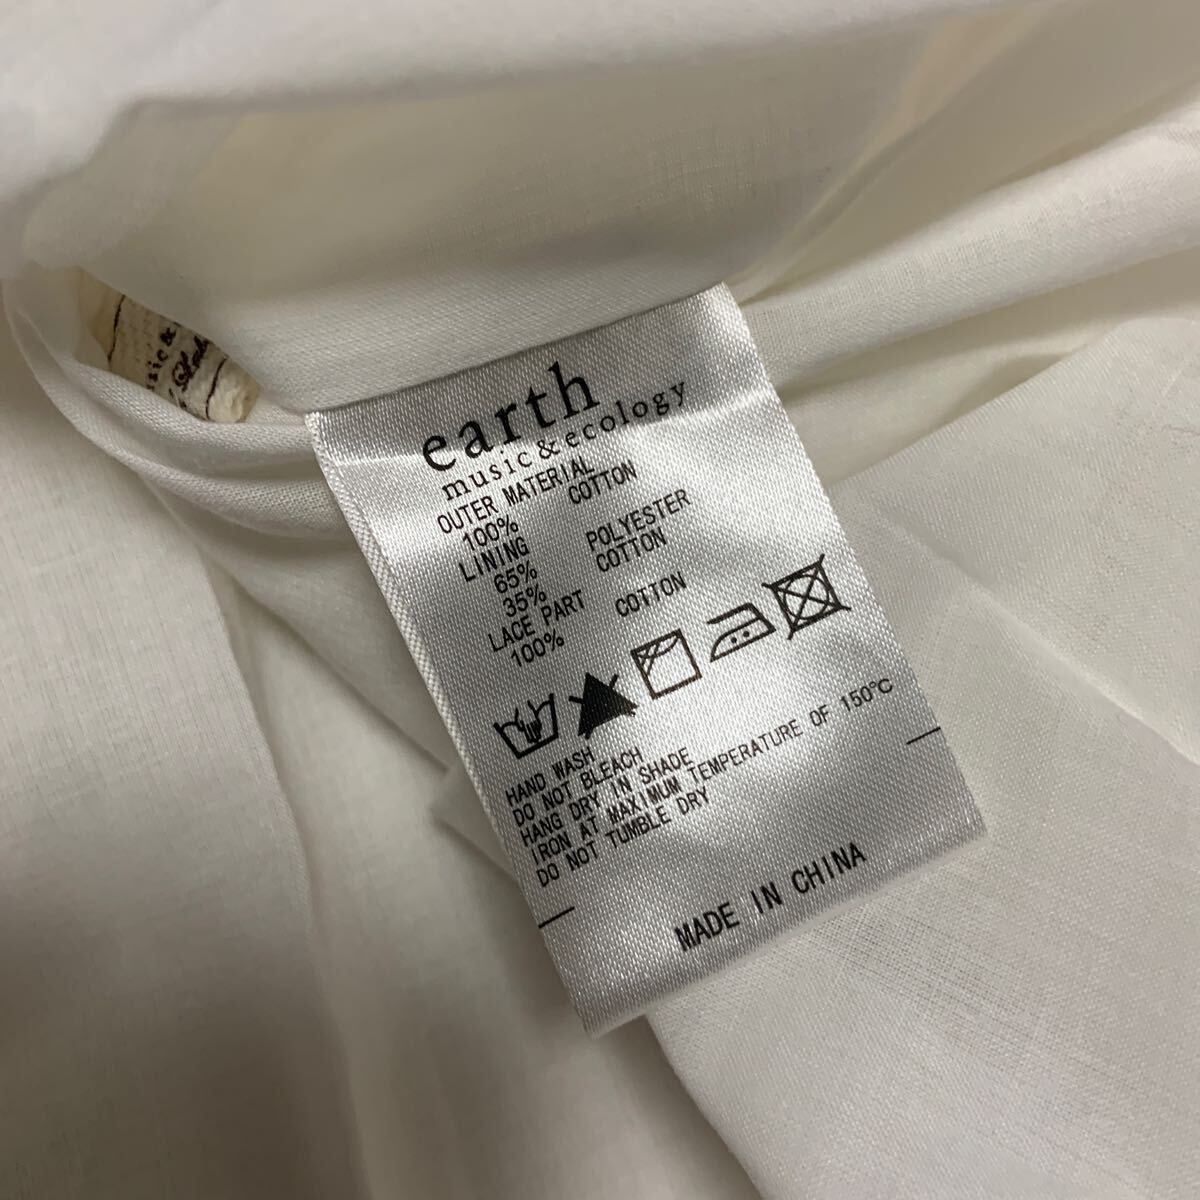 sic &
Lab
earth
music & ecology
OUTER MATERIAL
100% COTTON
LINING
65% POLYESTER
35% COTTON
LACE PART
100% COTTON
HAND WASH
DO NOT BLEACH
HANG DRY IN SHADE
IRON AT MAXIMUM TEMPERATURE OF 150℃
DO NOT TUMBLE DRY
MADE IN CHINA